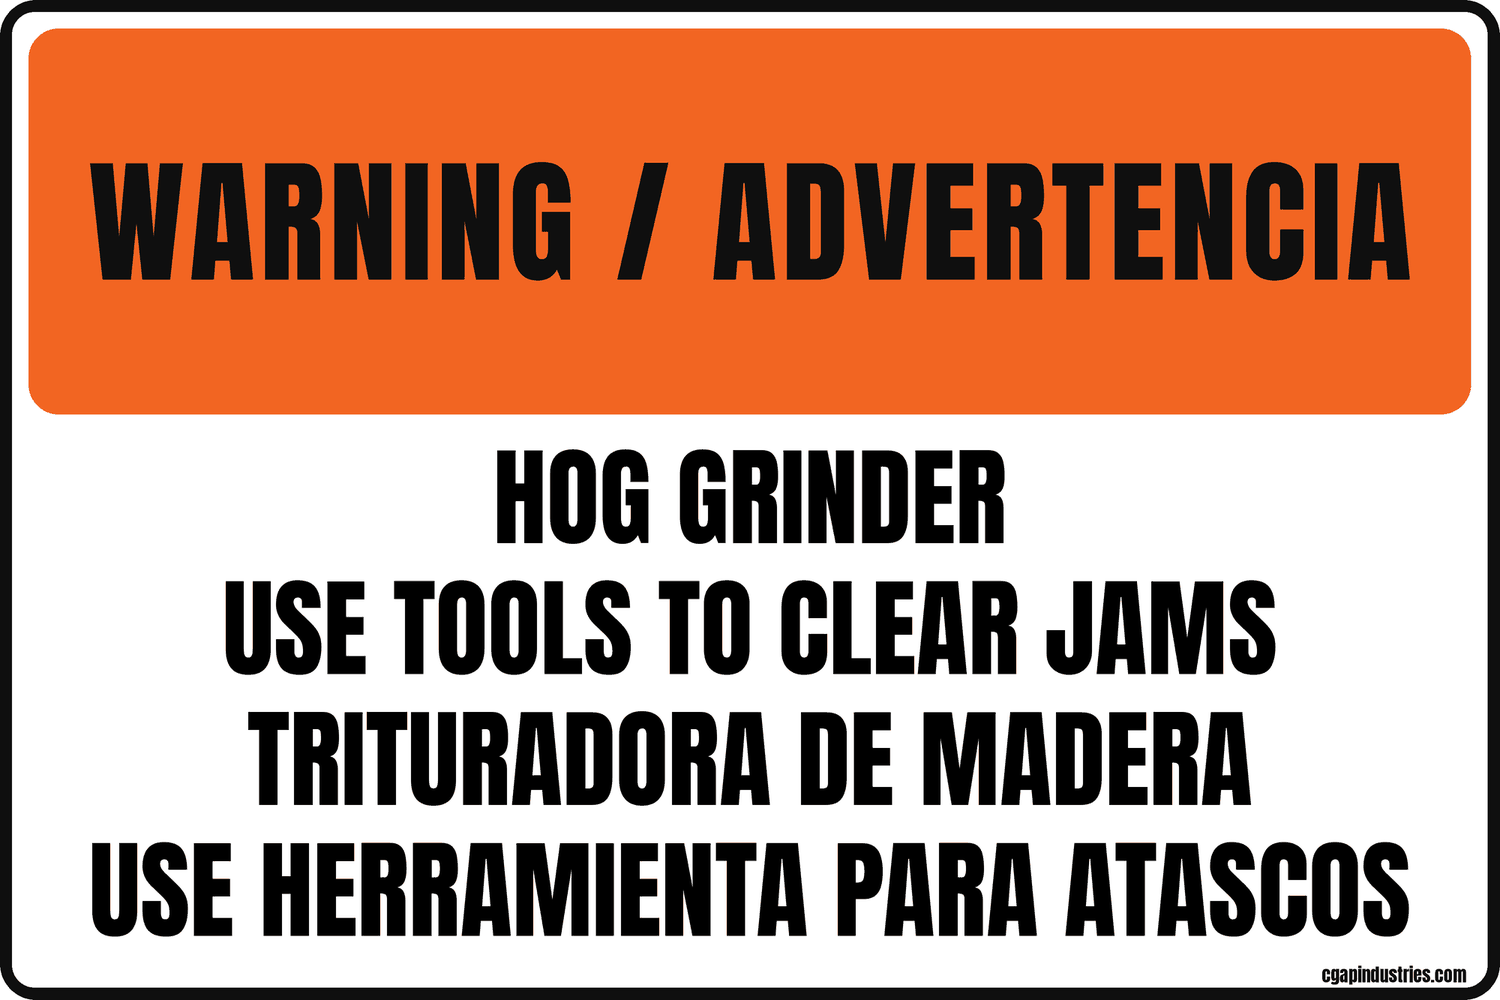 WARNING / ADVERTENCIA
HOG GRINDER
USE TOOLS TO CLEAR JAMS
TRITURADORA DE MADERA
USE HERRAMIENTA PARA ATASCOS
cgapindustries.com